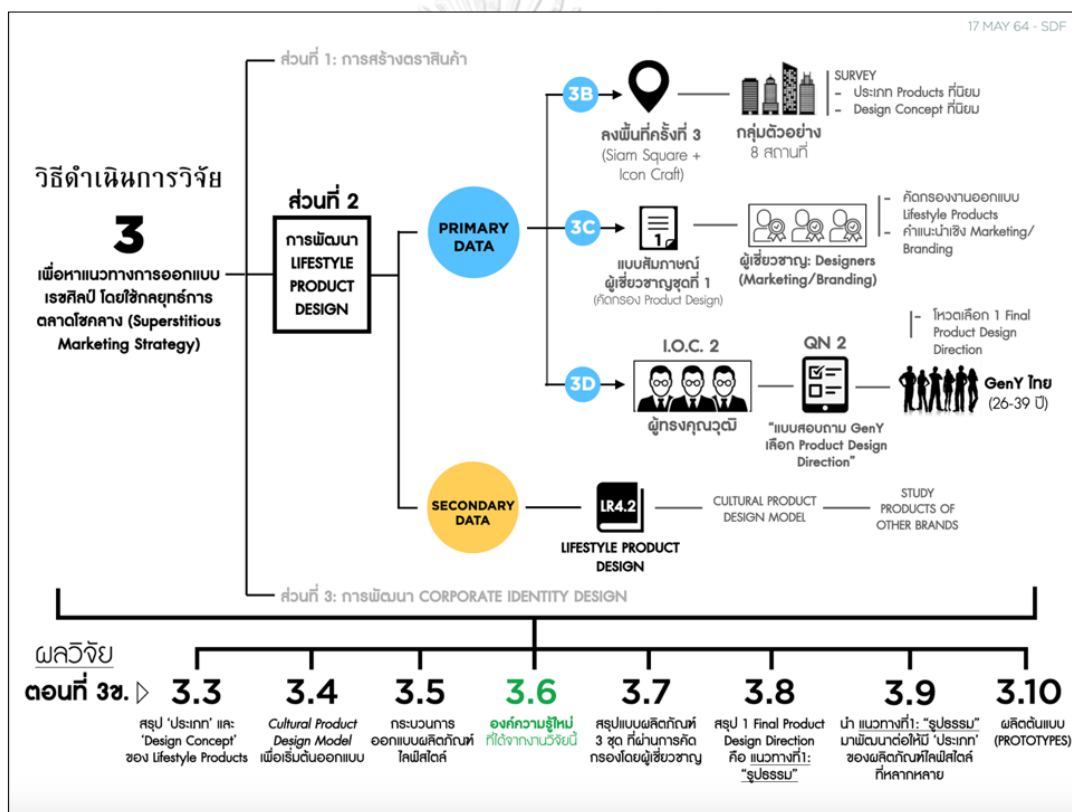 17 MAY 64 - SDF
ส่วนที่ 1: การสร้างตราสินค้า
วิธีดำเนินการวิจัย
3
เพื่อหาแนวทางการออกแบบ
เรขศิลป์ โดยใช้กลยุทธ์การ
ตลาดโชคลาง (Superstitious
Marketing Strategy)
ส่วนที่ 2
การพัฒนา
LIFESTYLE
PRODUCT
DESIGN
PRIMARY
DATA
3B
ลงพื้นที่ครั้งที่ 3
(Siam Square +
Icon Craft)
กลุ่มตัวอย่าง
8 สถานที่
SURVEY
- ประเภท Products ที่นิยม
- Design Concept ที่นิยม
3C
1
แบบสัมภาษณ์
ผู้เชี่ยวชาญชุดที่ 1
(คัดกรอง Product Design)
ผู้เชี่ยวชาญ: Designers
(Marketing/Branding)
- คัดกรองงานออกแบบ
Lifestyle Products
- คำแนะนำเชิง Marketing/
Branding
3D
I.O.C. 2
ผู้ทรงคุณวุฒิ
QN 2
“แบบสอบถาม GenY
เลือก Product Design
Direction”
- โหวตเลือก 1 Final
Product Design
Direction
GenY ไทย
(26-39 ปี)
SECONDARY
DATA
LR4.2
LIFESTYLE PRODUCT
DESIGN
CULTURAL PRODUCT
DESIGN MODEL
STUDY
PRODUCTS OF
OTHER BRANDS
ส่วนที่ 3: การพัฒนา CORPORATE IDENTITY DESIGN
ผลวิจัย
ตอนที่ 3ข.
3.3
สรุป ‘ประเภท’ และ
‘Design Concept’
ของ Lifestyle Products
3.4
Cultural Product
Design Model
เพื่อเริ่มต้นออกแบบ
3.5
กระบวนการ
ออกแบบผลิตภัณฑ์
ไลฟ์สไตล์
3.6
องค์ความรู้ใหม่
ที่ได้จากงานวิจัยนี้
3.7
สรุปแบบผลิตภัณฑ์
3 ชุด ที่ผ่านการคัด
กรองโดยผู้เชี่ยวชาญ
3.8
สรุป 1 Final Product
Design Direction
คือ แนวทางที่1:
“รูปธรรม”
3.9
นำ แนวทางที่1: “รูปธรรม”
มาพัฒนาต่อให้มี ‘ประเภท’
ของผลิตภัณฑ์ไลฟ์สไตล์
ที่หลากหลาย
3.10
ผลิตต้นแบบ
(PROTOTYPES)